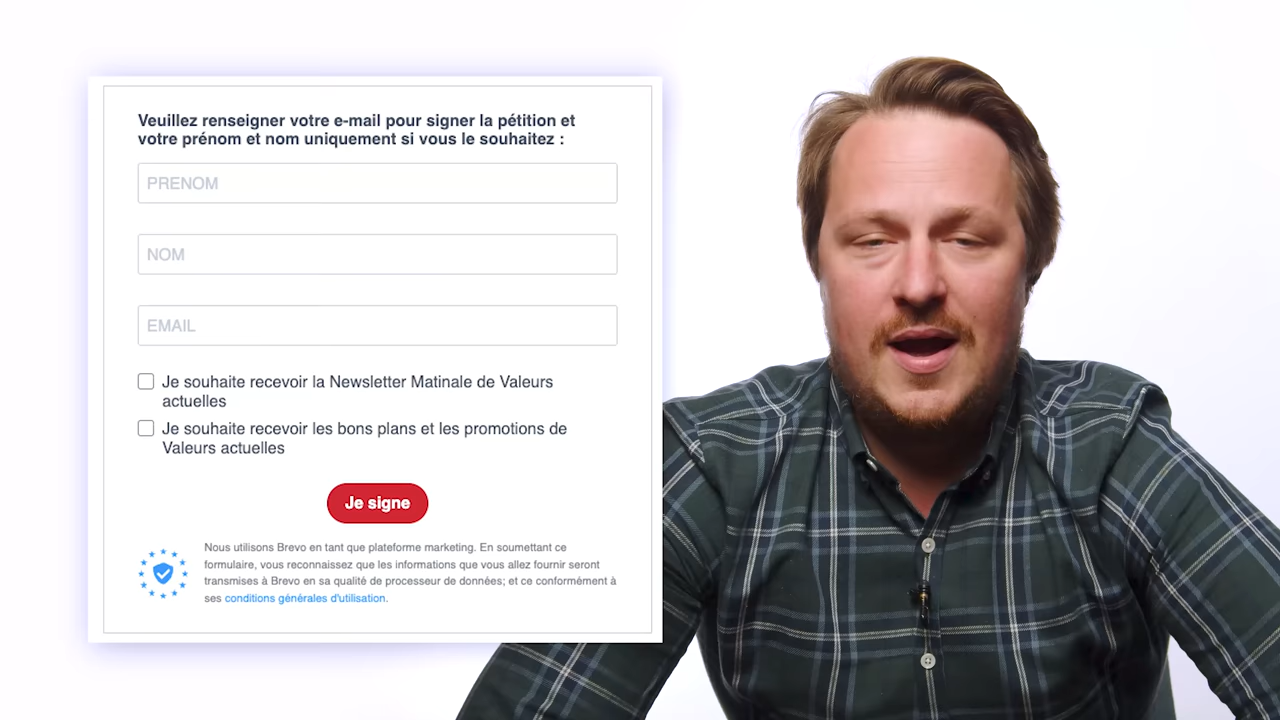 Veuillez renseigner votre e-mail pour signer la pétition et
votre prénom et nom uniquement si vous le souhaitez :
PRENOM
NOM
EMAIL
Je souhaite recevoir la Newsletter Matinale de Valeurs
actuelles
Je souhaite recevoir les bons plans et les promotions de
Valeurs actuelles
Je signe
Nous utilisons Brevo en tant que plateforme marketing. En soumettant ce
formulaire, vous reconnaissez que les informations que vous allez fournir seront
transmises à Brevo en sa qualité de processeur de données; et ce conformément à
ses conditions générales d'utilisation.